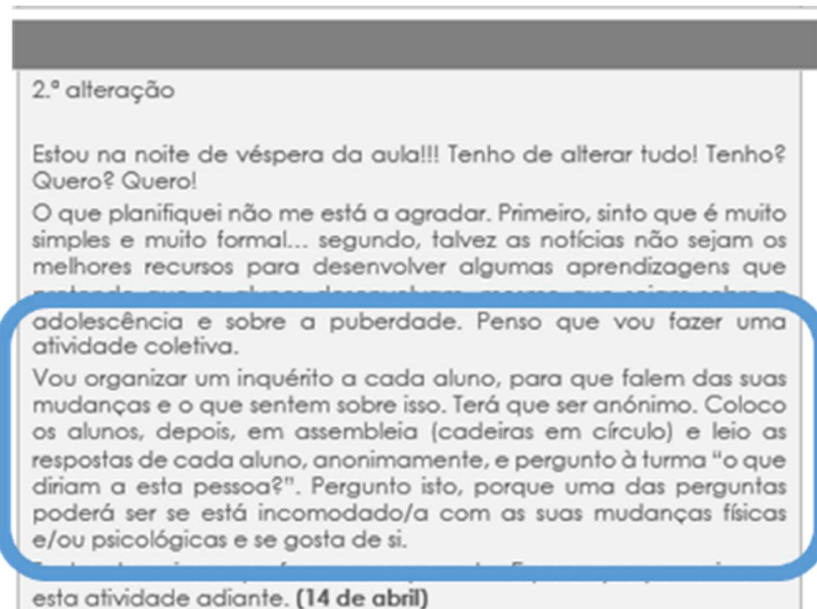 2.ª alteração
Estou na noite de véspera da aula!!! Tenho de alterar tudo! Tenho?
Quero? Quero!
O que planifiquei não me está a agradar. Primeiro, sinto que é muito
simples e muito formal... segundo, talvez as notícias não sejam os
melhores recursos para desenvolver algumas aprendizagens que
adolescência e sobre a puberdade. Penso que vou fazer uma
atividade coletiva.
Vou organizar um inquérito a cada aluno, para que falem das suas
mudanças e o que sentem sobre isso. Terá que ser anónimo. Coloco
os alunos, depois, em assembleia (cadeiras em círculo) e leio as
respostas de cada aluno, anonimamente, e pergunto à turma “o que
diriam a esta pessoa?”. Pergunto isto, porque uma das perguntas
poderá ser se está incomodado/a com as suas mudanças físicas
e/ou psicológicas e se gosta de si.
esta atividade adiante. (14 de abril)